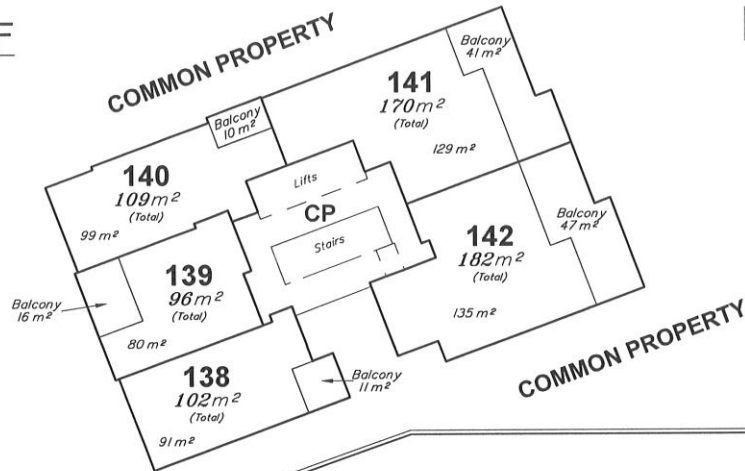 COMMON PROPERTY
Balcony
41 m²
141
170m²
(Total)
129 m²
Balcony
10 m²
140
109m²
(Total)
99 m²
Lifts
CP
Stairs
Balcony
47 m²
142
182m²
(Total)
135 m²
139
96m²
(Total)
80 m²
Balcony
16 m²
138
102m²
(Total)
91 m²
Balcony
11 m²
COMMON PROPERTY